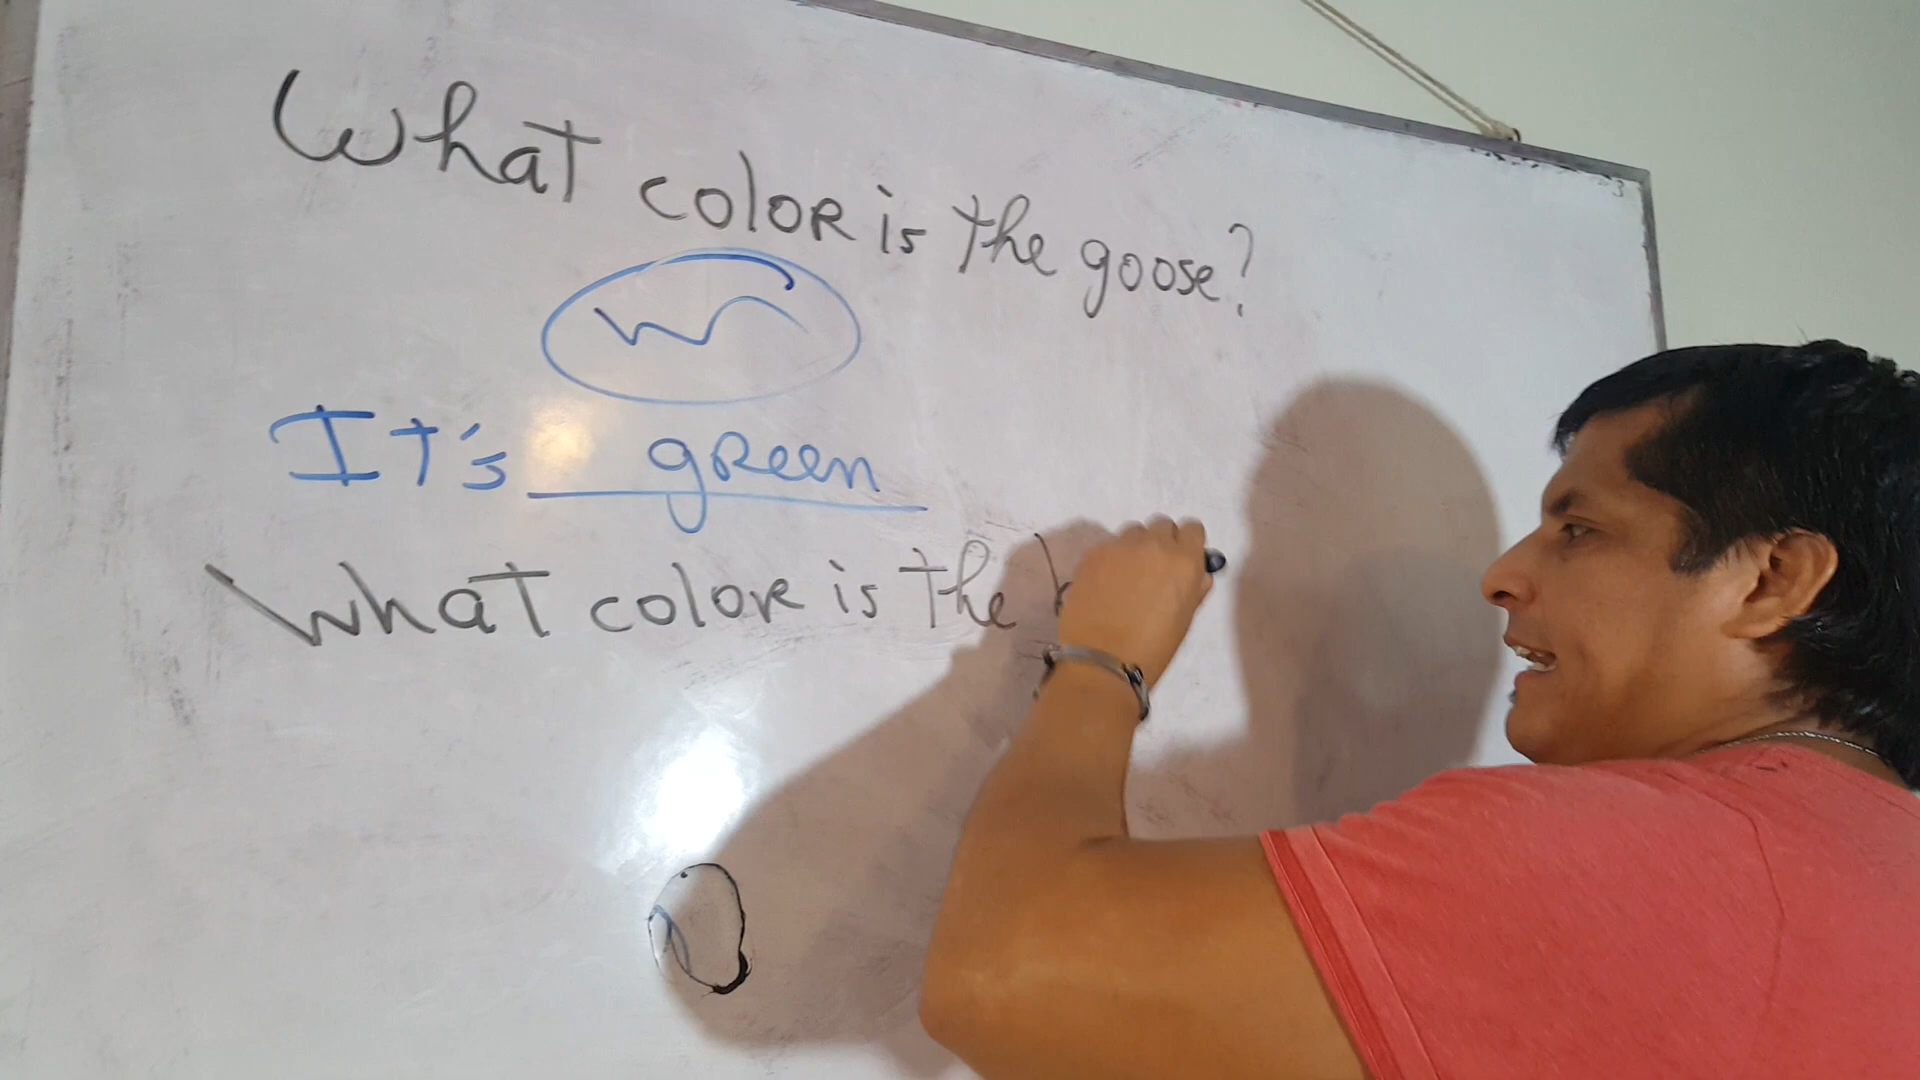 What color is the goose?
It's green
What color is the